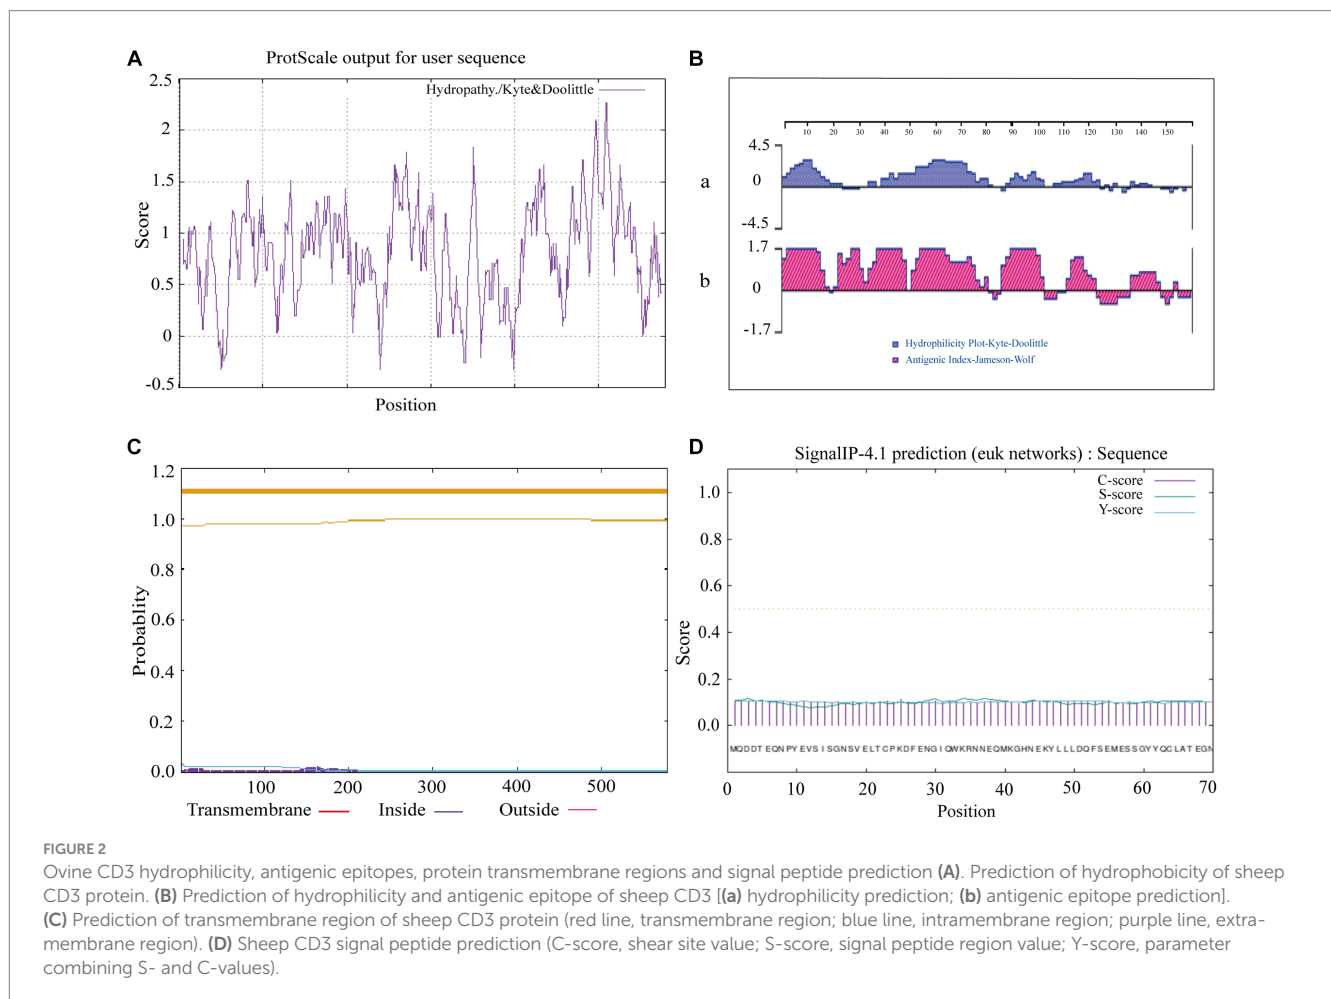 A
ProtScale output for user sequence
Hydropathy./Kyte&Doolittle
2.5
2
1.5
1
0.5
0
-0.5
Score
Position
B
10 20 30 40 50 60 70 80 90 100 110 120 130 140 150
a
4.5
0
-4.5
b
1.7
0
-1.7
Hydrophilicity Plot-Kyte-Doolittle
Antigenic Index-Jameson-Wolf
C
1.2
1.0
0.8
0.6
0.4
0.2
0.0
Probablity
100 200 300 400 500
Transmembrane Inside Outside
D
SignalIP-4.1 prediction (euk networks) : Sequence
C-score
S-score
Y-score
1.0
0.8
0.6
0.4
0.2
0.0
Score
MQDDTEQNPYEVSISGNSVELTCPKDFENGIQWKRNNEQMKGHNEKYLLLDQFSEMESSGYYQCLATEGN
0 10 20 30 40 50 60 70
Position
FIGURE 2
Ovine CD3 hydrophilicity, antigenic epitopes, protein transmembrane regions and signal peptide prediction (A). Prediction of hydrophobicity of sheep
CD3 protein. (B) Prediction of hydrophilicity and antigenic epitope of sheep CD3 [(a) hydrophilicity prediction; (b) antigenic epitope prediction].
(C) Prediction of transmembrane region of sheep CD3 protein (red line, transmembrane region; blue line, intramembrane region; purple line, extra-
membrane region). (D) Sheep CD3 signal peptide prediction (C-score, shear site value; S-score, signal peptide region value; Y-score, parameter
combining S- and C-values).